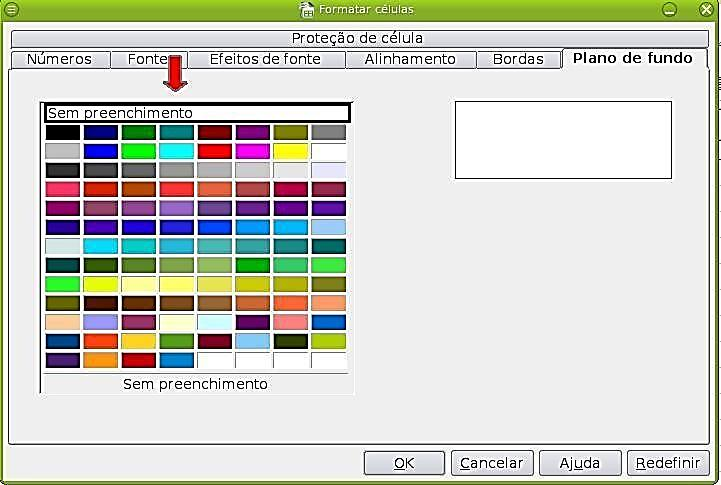 Formatar células
Proteção de célula
Números Fonte Efeitos de fonte Alinhamento Bordas Plano de fundo
Sem preenchimento
Sem preenchimento
OK Cancelar Ajuda Redefinir